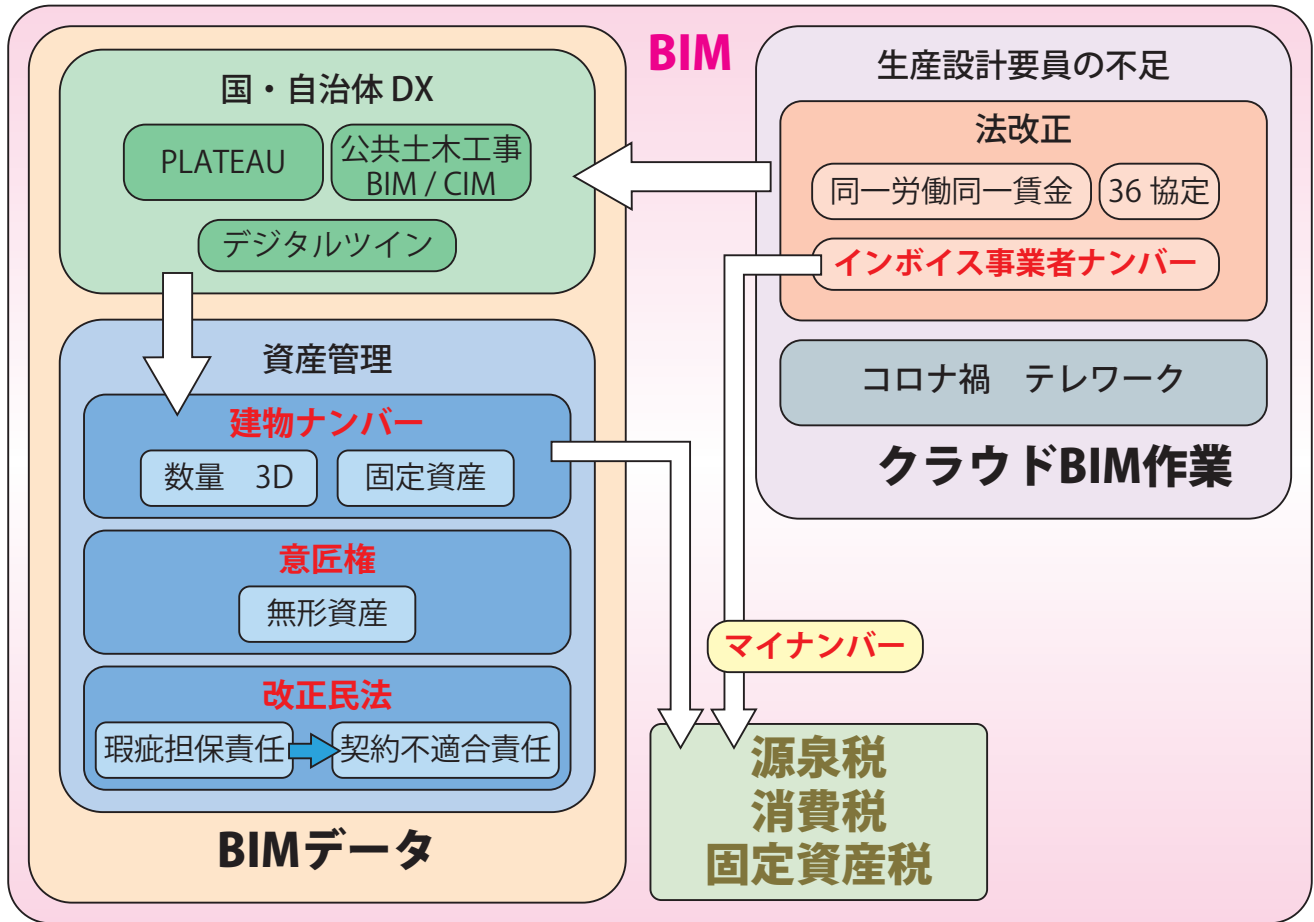 BIM
国・自治体 DX
PLATEAU
公共土木工事
BIM / CIM
デジタルツイン
資産管理
建物ナンバー
数量　3D
固定資産
意匠権
無形資産
改正民法
瑕疵担保責任
契約不適合責任
BIMデータ
生産設計要員の不足
法改正
同一労働同一賃金
36 協定
インボイス事業者ナンバー
コロナ禍　テレワーク
クラウドBIM作業
マイナンバー
源泉税
消費税
固定資産税